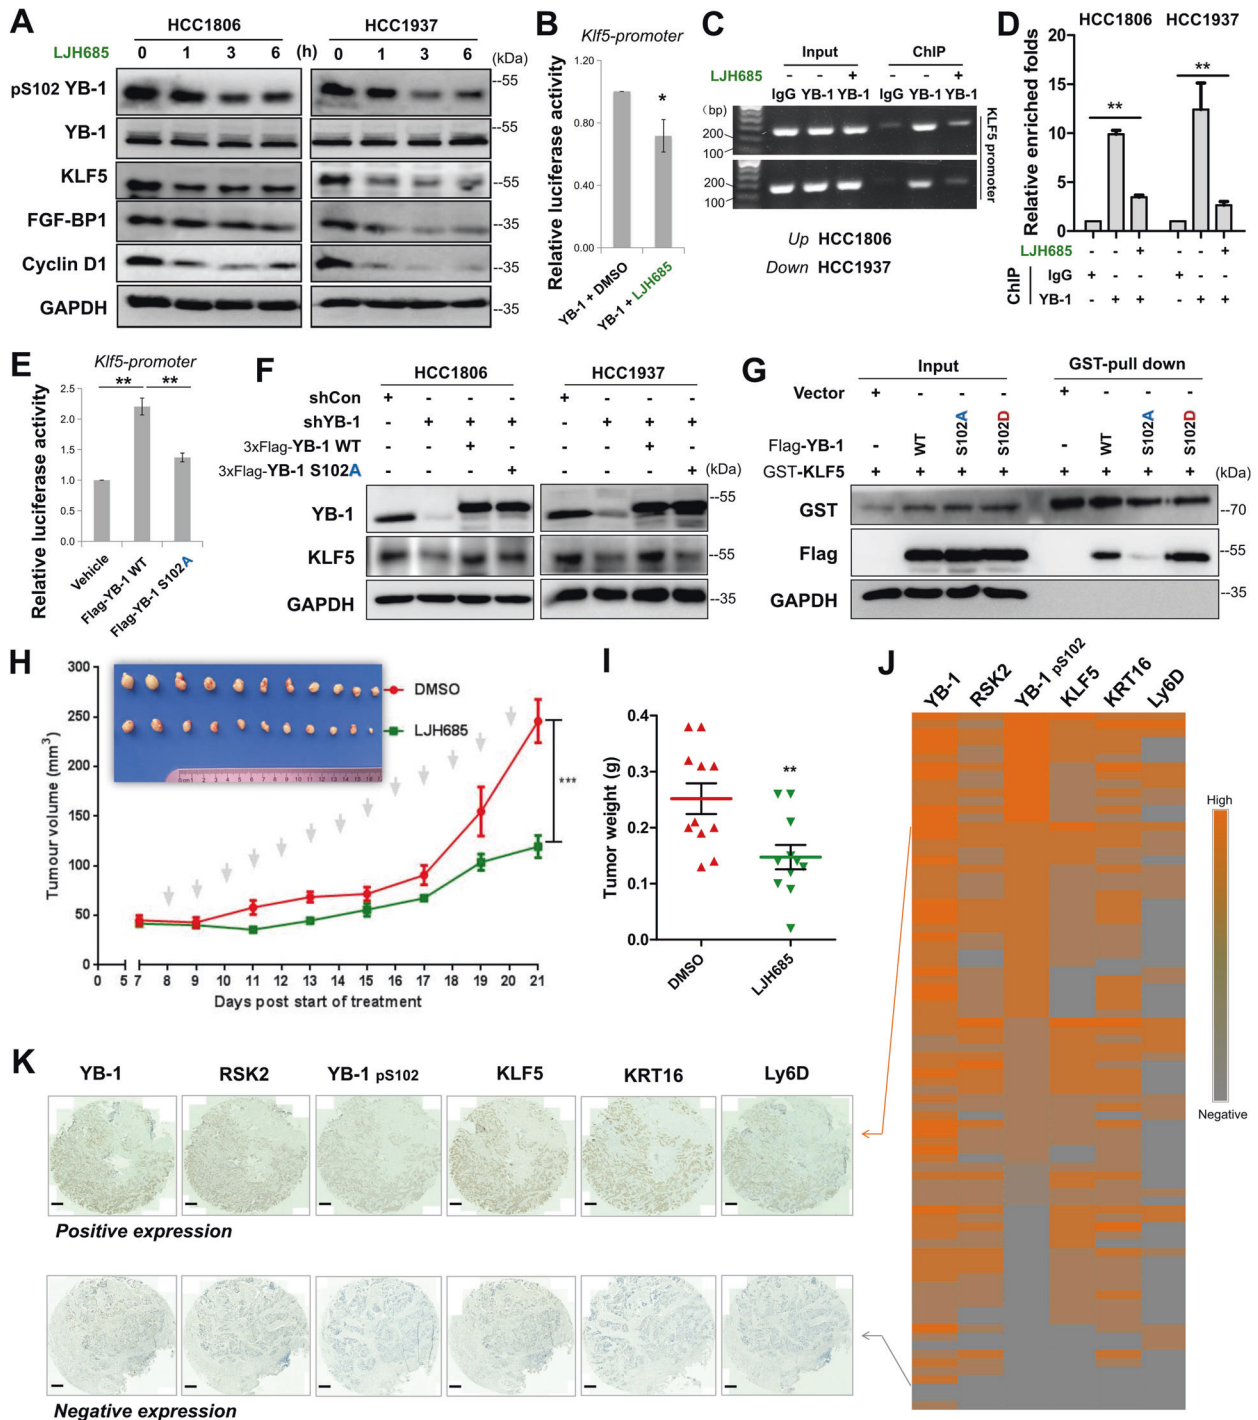 A
HCC1806 HCC1937
LJH685 0 1 3 6 (h) 0 1 3 6 (kDa)
pS102 YB-1 --55
YB-1 --55
KLF5 --55
FGF-BP1 --35
Cyclin D1 --35
GAPDH --35
B
Klf5-promoter
Relative luciferase activity
1.20
0.80
0.40
0.00
*
YB-1 + DMSO
YB-1 + LJH685
C
Input ChIP
LJH685 - - + - - +
IgG YB-1 YB-1 IgG YB-1 YB-1
(bp)
200
100
200
100
KLF5 promoter
Up HCC1806
Down HCC1937
D
HCC1806 HCC1937
Relative enriched folds
20
15
10
5
0
** **
LJH685 - - + - - +
ChIP
IgG + - - + - -
YB-1 - + + - + +
E
Klf5-promoter
Relative luciferase activity
2.5
2.0
1.5
1.0
0.5
0.0
** **
Vehicle
Flag-YB-1 WT
Flag-YB-1 S102A
F
HCC1806 HCC1937
shCon + - - - + - - -
shYB-1 - + + + - + + +
3xFlag-YB-1 WT - - + - - - + -
3xFlag-YB-1 S102A - - - + - - - + (kDa)
YB-1 --55
KLF5 --55
GAPDH --35
G
Input GST-pull down
Vector + - - - + - - -
Flag-YB-1 - WT S102A S102D - WT S102A S102D
GST-KLF5 + + + + + + + + (kDa)
GST --70
Flag --55
GAPDH --35
H
Tumour volume (mm3)
300
250
200
150
100
50
0
DMSO
LJH685
***
0 5 7 8 9 10 11 12 13 14 15 16 17 18 19 20 21
Days post start of treatment
I
Tumor weight (g)
0.4
0.3
0.2
0.1
0.0
**
DMSO
LJH685
J
YB-1 RSK2 YB-1 pS102 KLF5 KRT16 Ly6D
High
Negative
K
YB-1 RSK2 YB-1 pS102 KLF5 KRT16 Ly6D
Positive expression
Negative expression